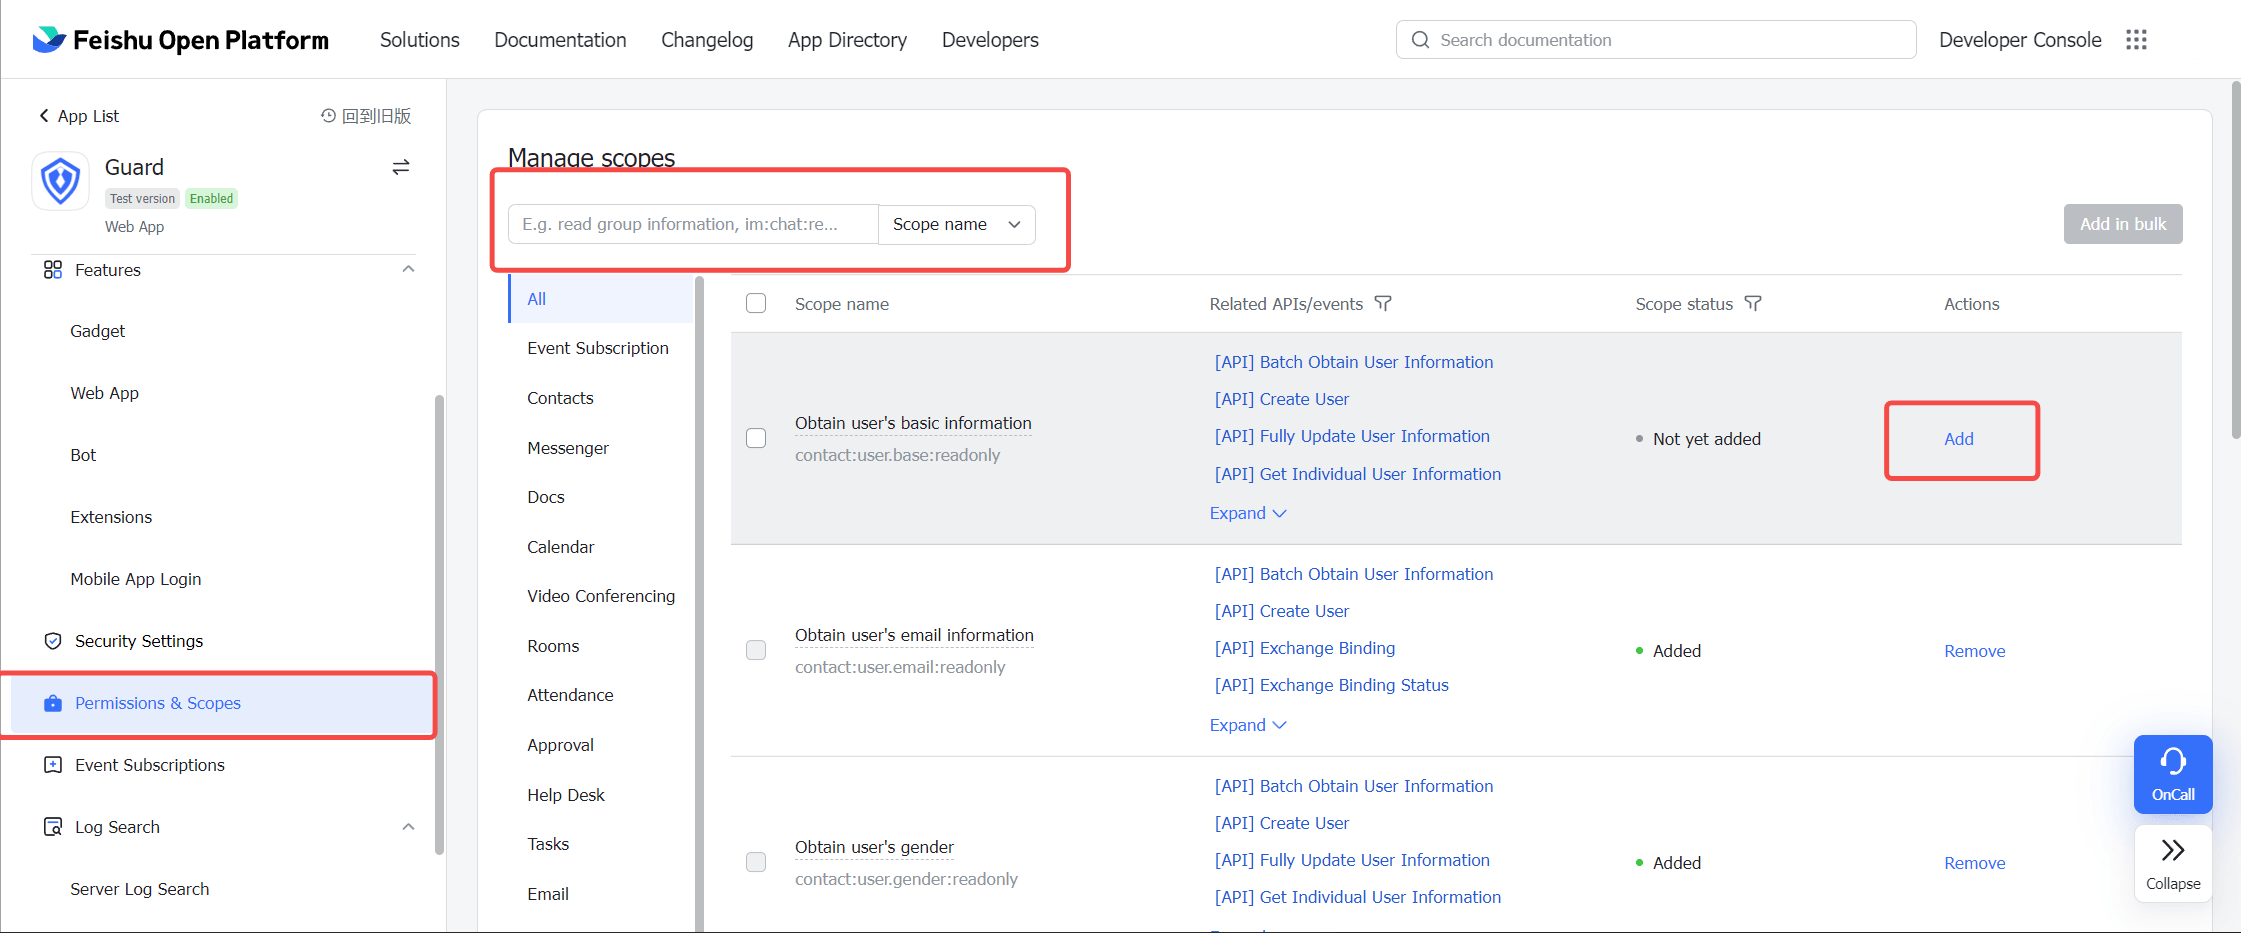 Feishu Open Platform
Solutions
Documentation
Changelog
App Directory
Developers
Search documentation
Developer Console
App List
回到旧版
Guard
Test version
Enabled
Web App
Features
Gadget
Web App
Bot
Extensions
Mobile App Login
Security Settings
Permissions & Scopes
Event Subscriptions
Log Search
Server Log Search
Manage scopes
E.g. read group information, im:chat:re...
Scope name
Add in bulk
All
Event Subscription
Contacts
Messenger
Docs
Calendar
Video Conferencing
Rooms
Attendance
Approval
Help Desk
Tasks
Email
Scope name
Related APIs/events
Scope status
Actions
Obtain user's basic information
contact:user.base:readonly
[API] Batch Obtain User Information
[API] Create User
[API] Fully Update User Information
[API] Get Individual User Information
Expand
Not yet added
Add
Obtain user's email information
contact:user.email:readonly
[API] Batch Obtain User Information
[API] Create User
[API] Exchange Binding
[API] Exchange Binding Status
Expand
Added
Remove
Obtain user's gender
contact:user.gender:readonly
[API] Batch Obtain User Information
[API] Create User
[API] Fully Update User Information
[API] Get Individual User Information
Added
Remove
OnCall
Collapse